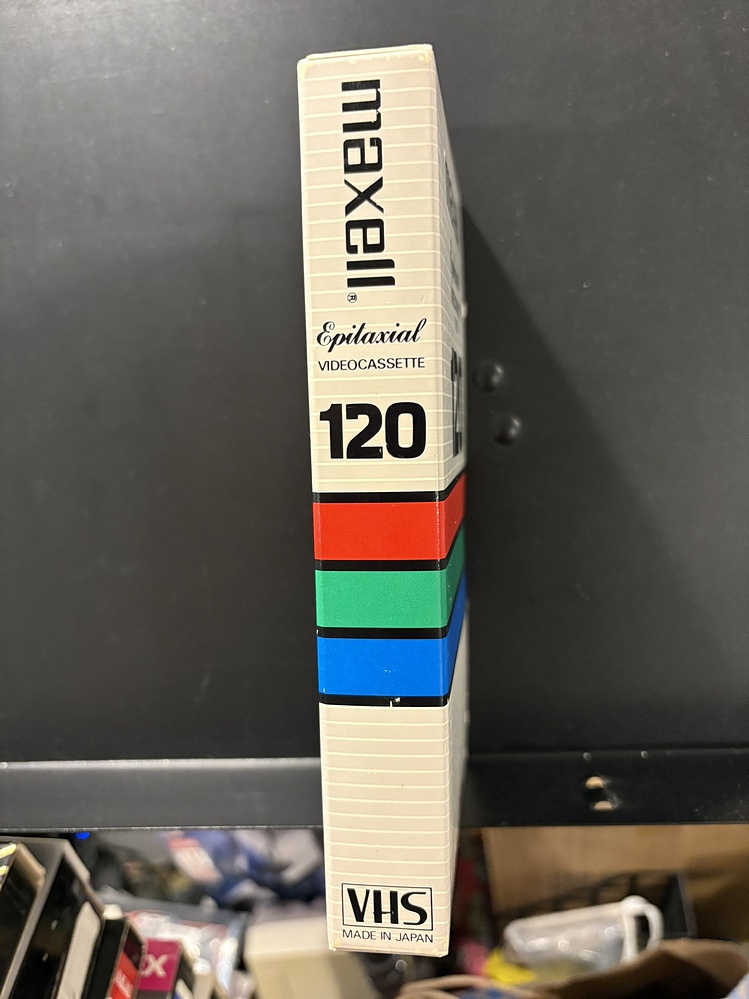 maxell®
Epitaxial
VIDEOCASSETTE
120
VHS
MADE IN JAPAN